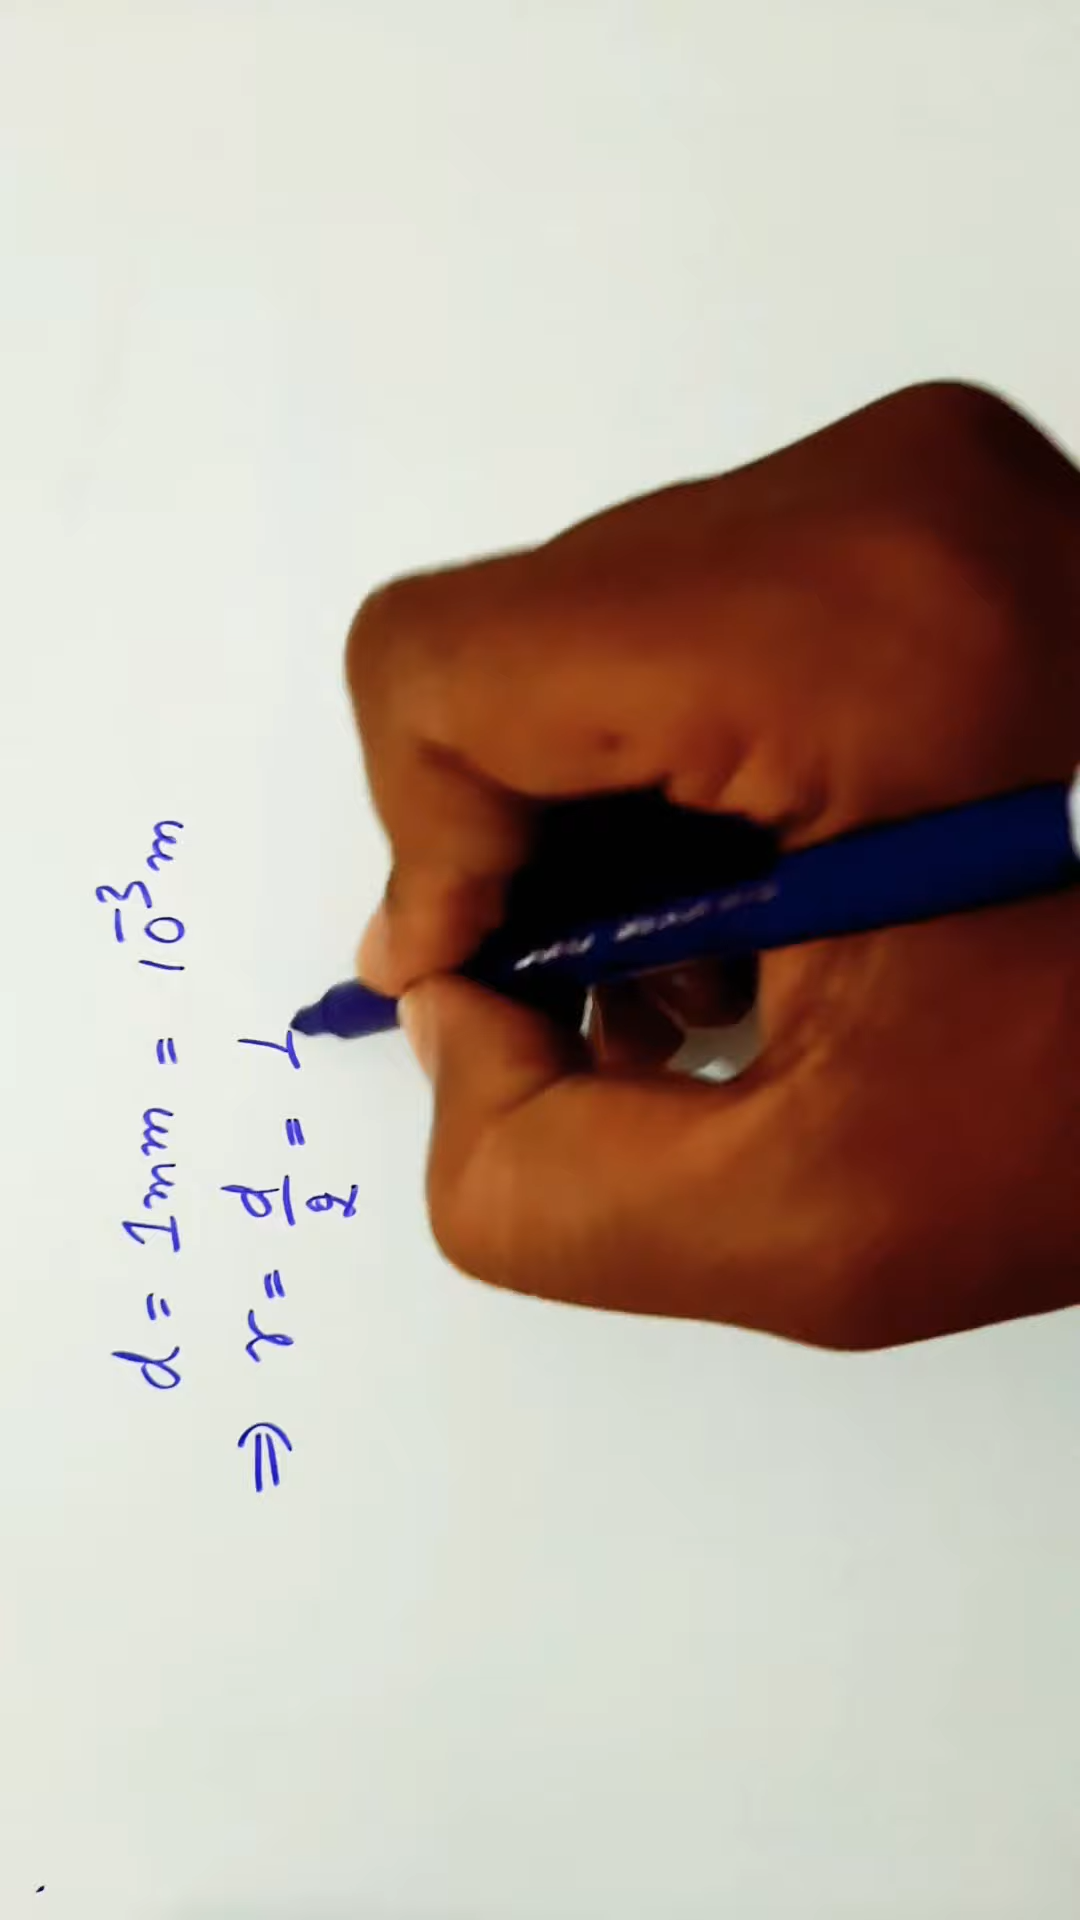 d = 1mm = 10⁻³m
⇒ r = d/2 = 1